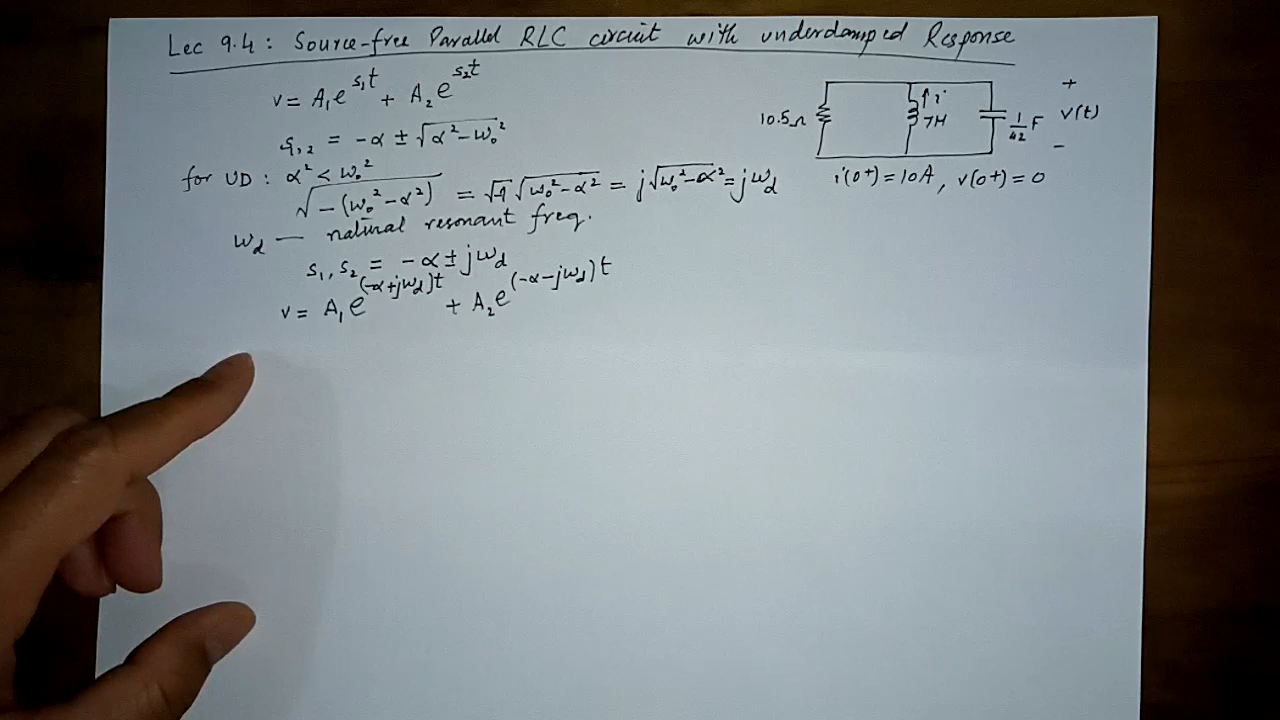 Lec 9.4: Source-free Parallel RLC circuit with underdamped Response
v = A₁e^{s₁t} + A₂e^{s₂t}
s₁,₂ = -α ± √(α² - ω₀²)
for UD: α² < ω₀²
√(-(ω₀² - α²)) = √-1 √(ω₀² - α²) = j√(ω₀² - α²) = jω_d
ω_d — natural resonant freq.
s₁, s₂ = -α ± jω_d
v = A₁e^{(-α+jω_d)t} + A₂e^{(-α-jω_d)t}
10.5Ω
↑i
7H
1/42 F
+
v(t)
-
i(0+) = 10A, v(0+) = 0